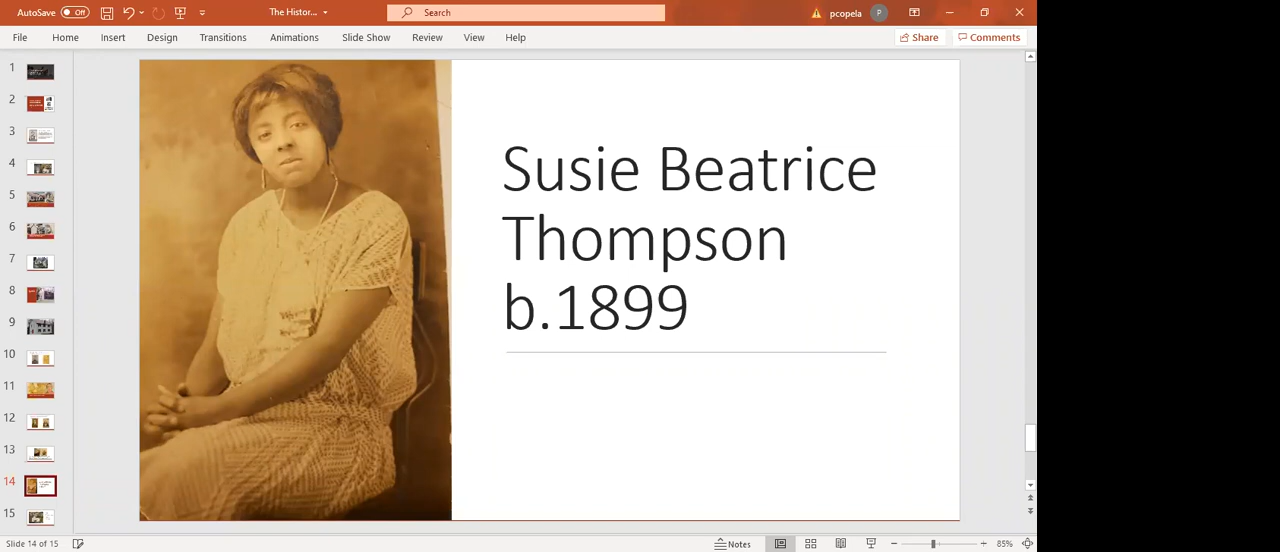 AutoSave Off The Histor... Search pcopela P
File Home Insert Design Transitions Animations Slide Show Review View Help Share Comments
1
2
3
4
5
6
7
8
9
10
11
12
13
14
15
Susie Beatrice
Thompson
b.1899
Slide 14 of 15 Notes 85%